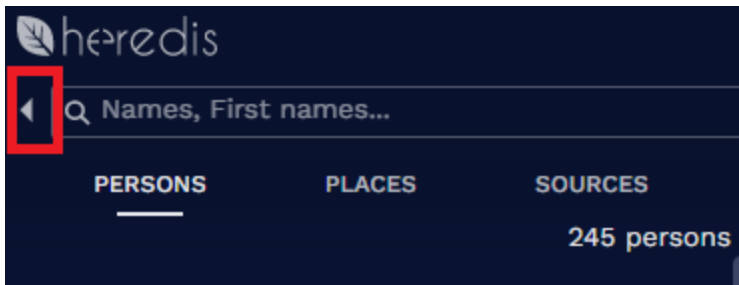 heredis
Names, First names...
PERSONS PLACES SOURCES
245 persons